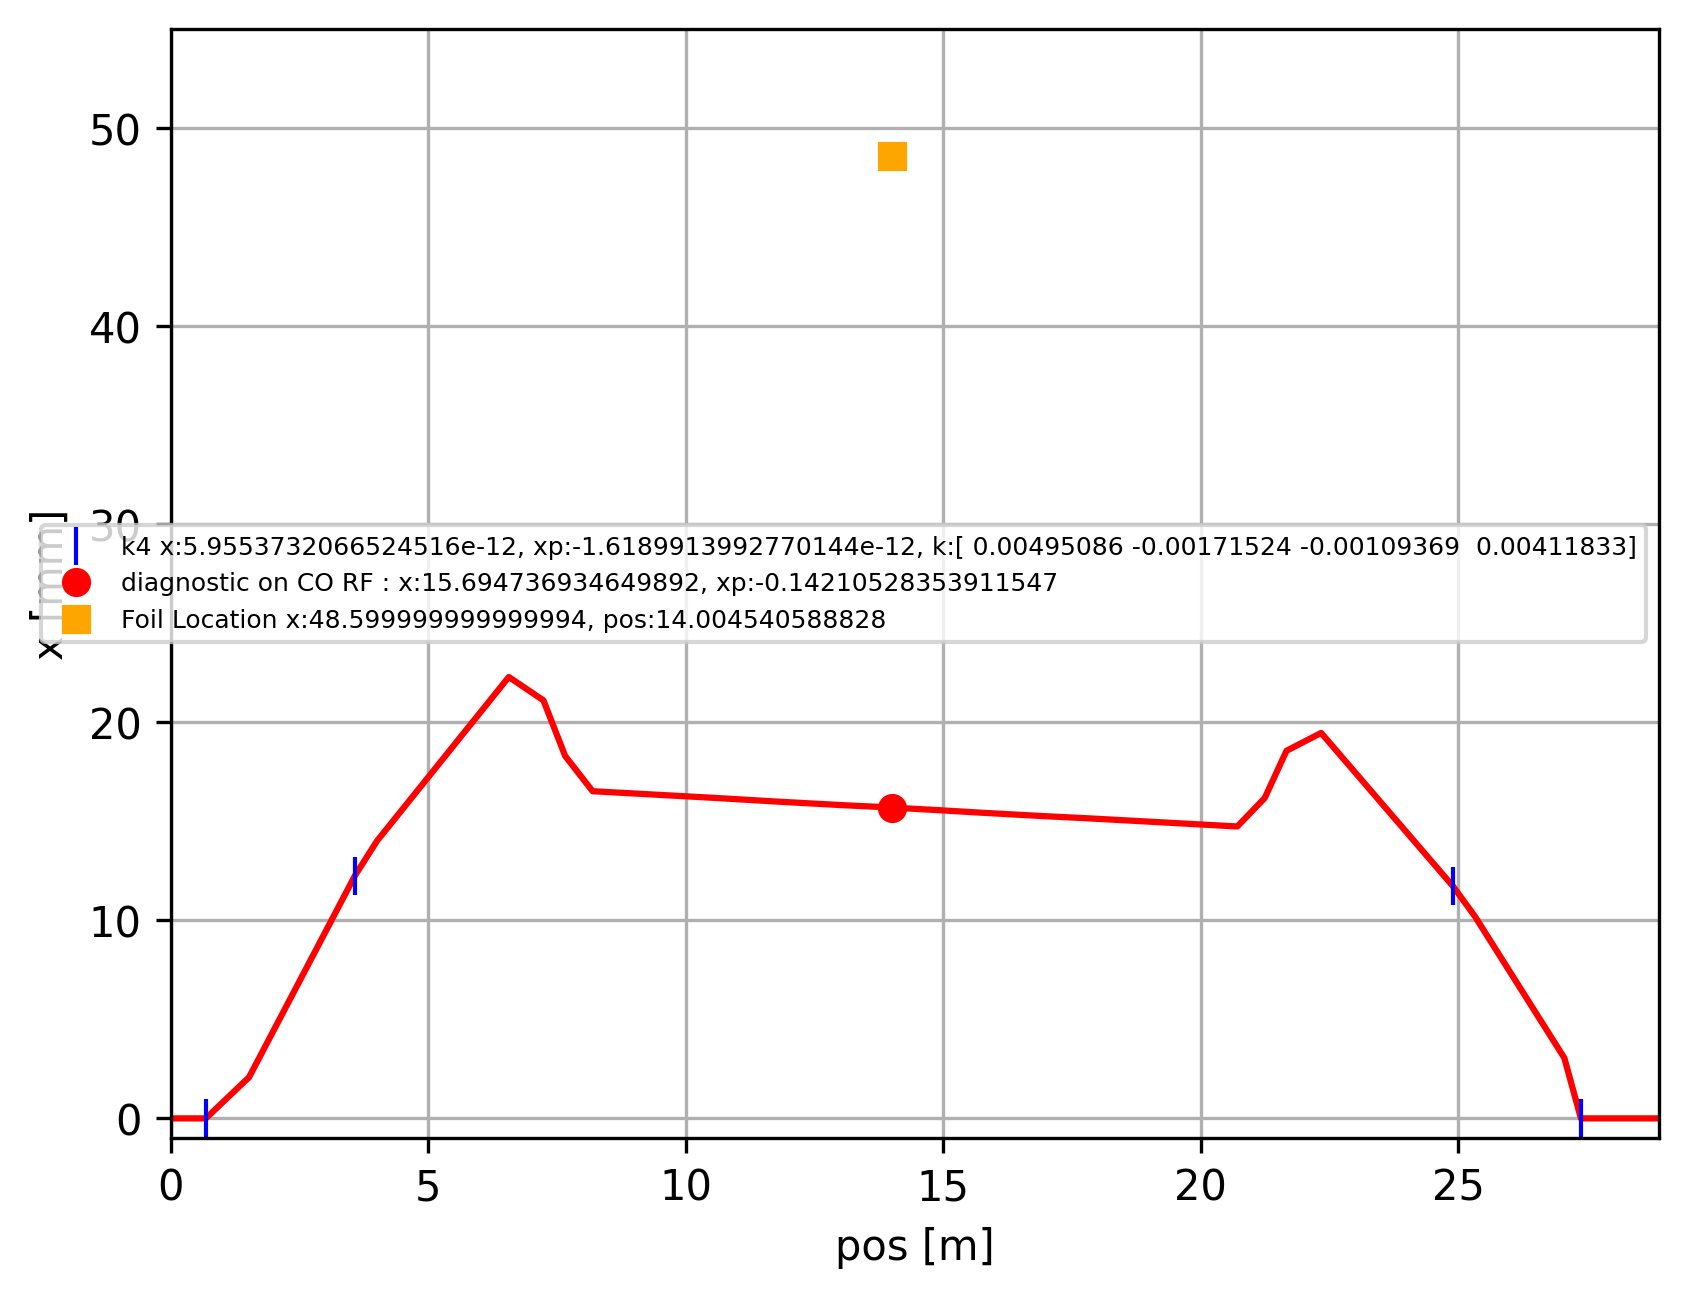 50
40
30
x [mm]
k4 x:5.9553732066524516e-12, xp:-1.6189913992770144e-12, k:[ 0.00495086 -0.00171524 -0.00109369  0.00411833]
diagnostic on CO RF : x:15.694736934649892, xp:-0.14210528353911547
Foil Location x:48.599999999999994, pos:14.004540588828
20
10
0
0 5 10 15 20 25
pos [m]